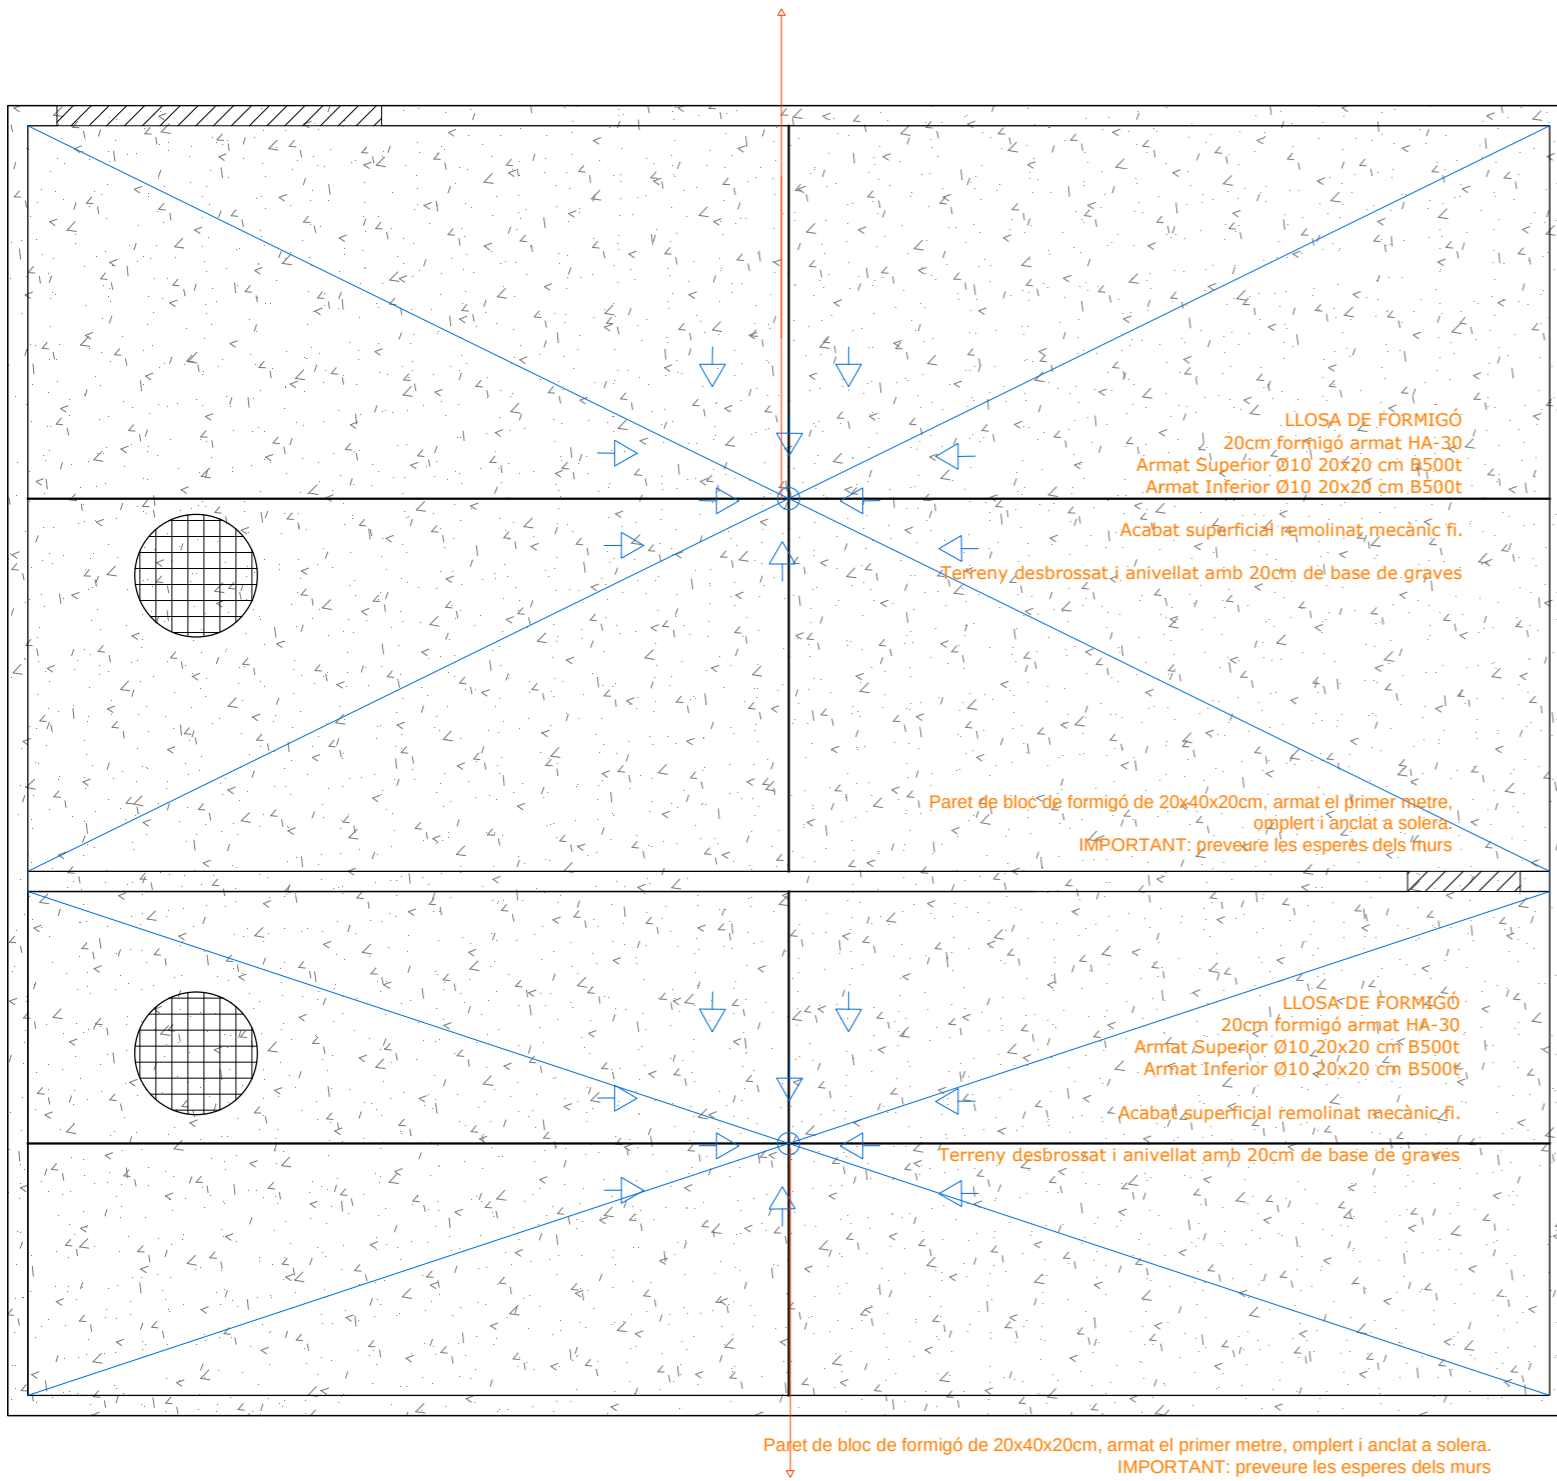 LLOSA DE FORMIGÓ
20cm formigó armat HA-30
Armat Superior Ø10 20x20 cm B500t
Armat Inferior Ø10 20x20 cm B500t
Acabat superficial remolinat mecànic fi.
Terreny desbrossat i anivellat amb 20cm de base de graves
Paret de bloc de formigó de 20x40x20cm, armat el primer metre,
omplert i anclat a solera.
IMPORTANT: preveure les esperes dels murs
LLOSA DE FORMIGÓ
20cm formigó armat HA-30
Armat Superior Ø10 20x20 cm B500t
Armat Inferior Ø10 20x20 cm B500t
Acabat superficial remolinat mecànic fi.
Terreny desbrossat i anivellat amb 20cm de base de graves
Paret de bloc de formigó de 20x40x20cm, armat el primer metre, omplert i anclat a solera.
IMPORTANT: preveure les esperes dels murs